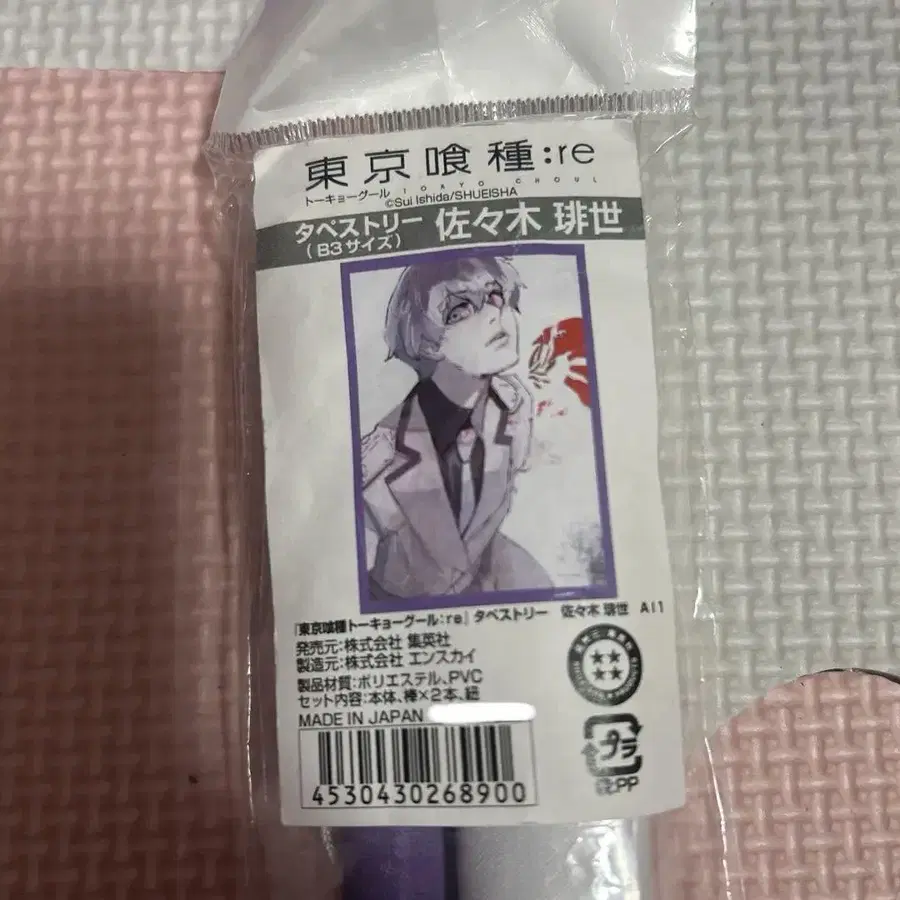 東京喰種:re
トーキョーグール TOKYO GHOUL
©Sui Ishida/SHUEISHA
タペストリー
(B3サイズ)
佐々木 琲世
『東京喰種トーキョーグール:re』タペストリー 佐々木 琲世 A11
発売元:株式会社 集英社
製造元:株式会社 エンスカイ
製品材質:ポリエステル、PVC
セット内容:本体、棒×2本、紐
MADE IN JAPAN
プラ
袋:PP
4530430268900